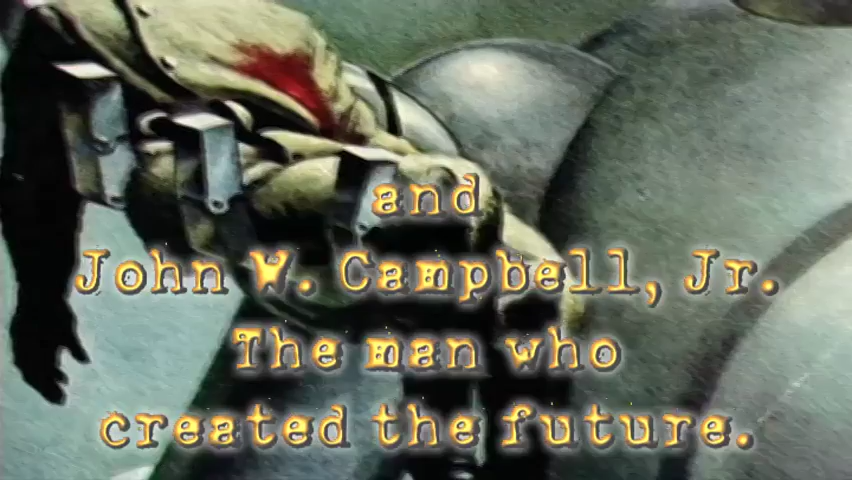 and
John W. Campbell, Jr.
The man who
created the future.